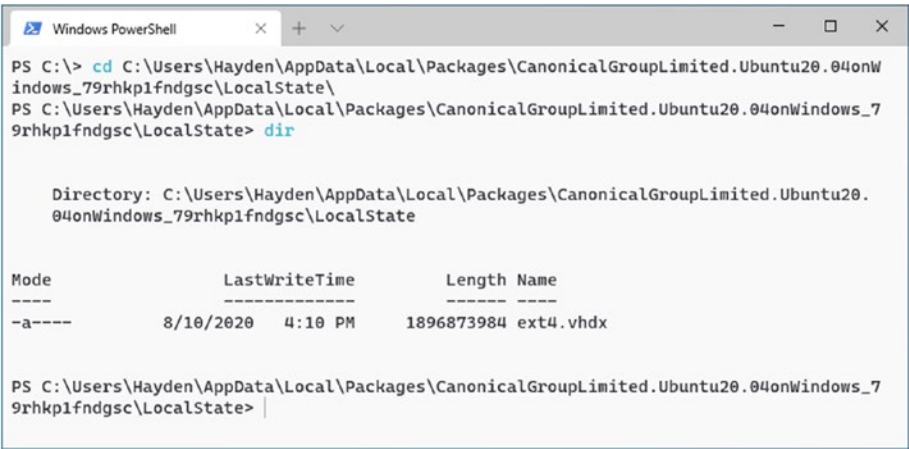 Windows PowerShell
PS C:\> cd C:\Users\Hayden\AppData\Local\Packages\CanonicalGroupLimited.Ubuntu20.04onW
indows_79rhkp1fndgsc\LocalState\
PS C:\Users\Hayden\AppData\Local\Packages\CanonicalGroupLimited.Ubuntu20.04onWindows_7
9rhkp1fndgsc\LocalState> dir
Directory: C:\Users\Hayden\AppData\Local\Packages\CanonicalGroupLimited.Ubuntu20.
04onWindows_79rhkp1fndgsc\LocalState
Mode LastWriteTime Length Name
---- ------------- ------ ----
-a---- 8/10/2020 4:10 PM 1896873984 ext4.vhdx
PS C:\Users\Hayden\AppData\Local\Packages\CanonicalGroupLimited.Ubuntu20.04onWindows_7
9rhkp1fndgsc\LocalState>